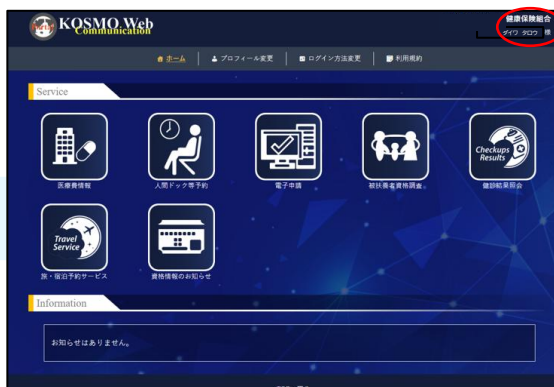 KOSMO Web
Communication
健康保険組合
ダイワ タロウ 様
ホーム
プロフィール変更
ログイン方法変更
利用規約
Service
医療費情報
人間ドック等予約
電子申請
被扶養者資格調査
Checkups
Results
健診結果照会
Travel
Service
旅・宿泊予約サービス
資格情報のお知らせ
Information
お知らせはありません。